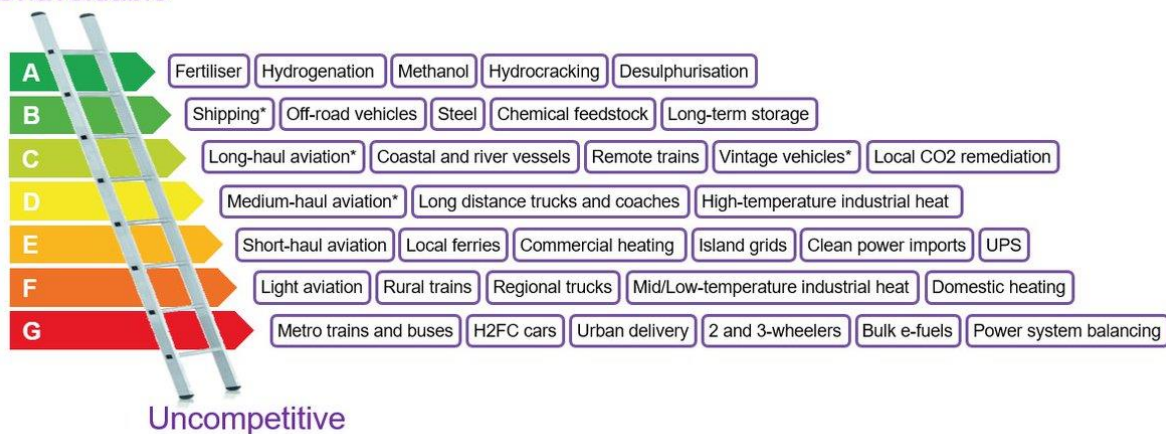 A Fertiliser Hydrogenation Methanol Hydrocracking Desulphurisation
B Shipping* Off-road vehicles Steel Chemical feedstock Long-term storage
C Long-haul aviation* Coastal and river vessels Remote trains Vintage vehicles* Local CO2 remediation
D Medium-haul aviation* Long distance trucks and coaches High-temperature industrial heat
E Short-haul aviation Local ferries Commercial heating Island grids Clean power imports UPS
F Light aviation Rural trains Regional trucks Mid/Low-temperature industrial heat Domestic heating
G Metro trains and buses H2FC cars Urban delivery 2 and 3-wheelers Bulk e-fuels Power system balancing
Uncompetitive